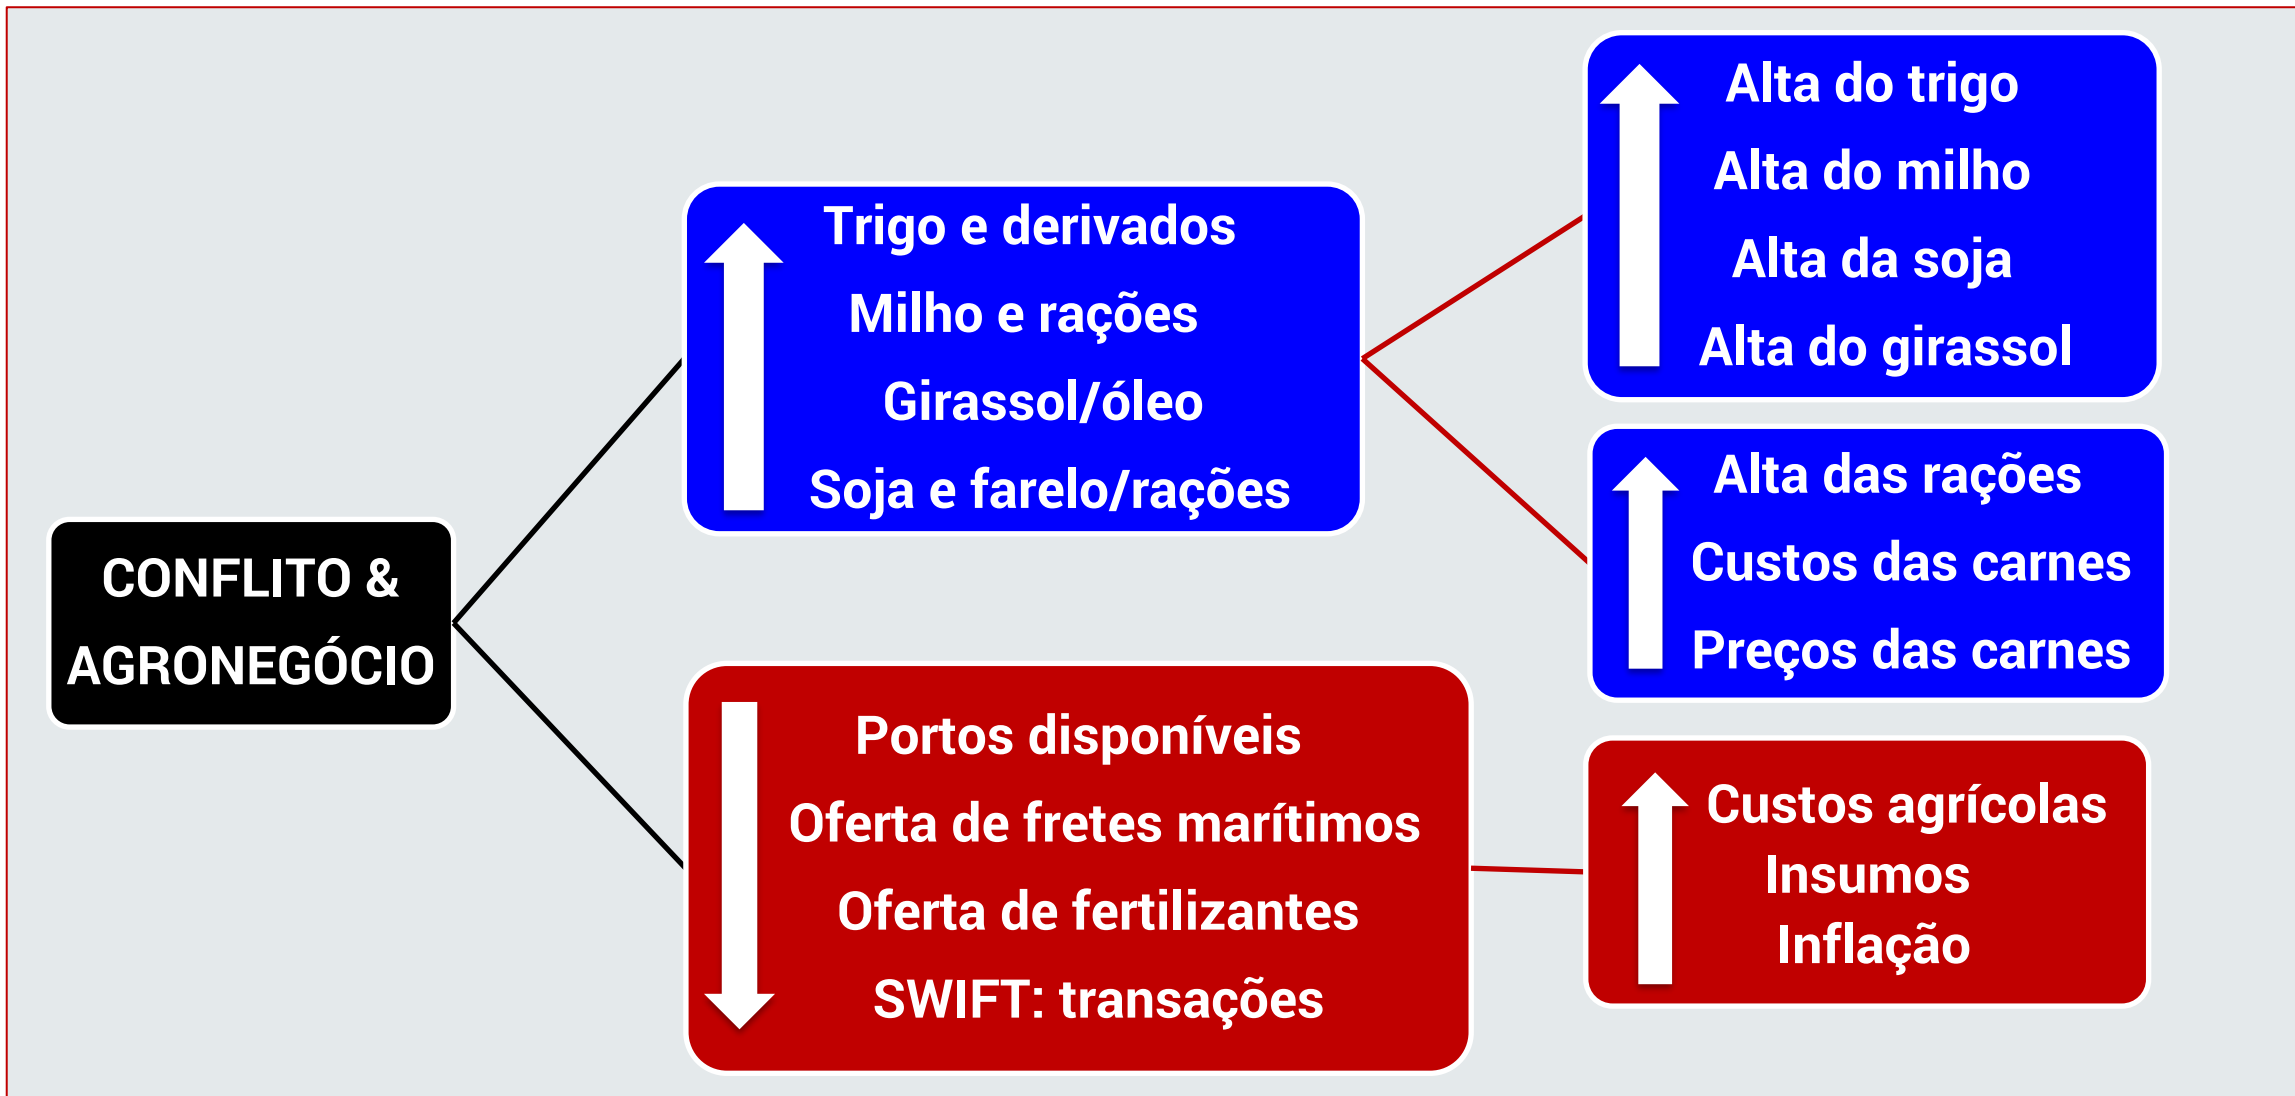 CONFLITO &
AGRONEGÓCIO
Trigo e derivados
Milho e rações
Girassol/óleo
Soja e farelo/rações
Portos disponíveis
Oferta de fretes marítimos
Oferta de fertilizantes
SWIFT: transações
Alta do trigo
Alta do milho
Alta da soja
Alta do girassol
Alta das rações
Custos das carnes
Preços das carnes
Custos agrícolas
Insumos
Inflação